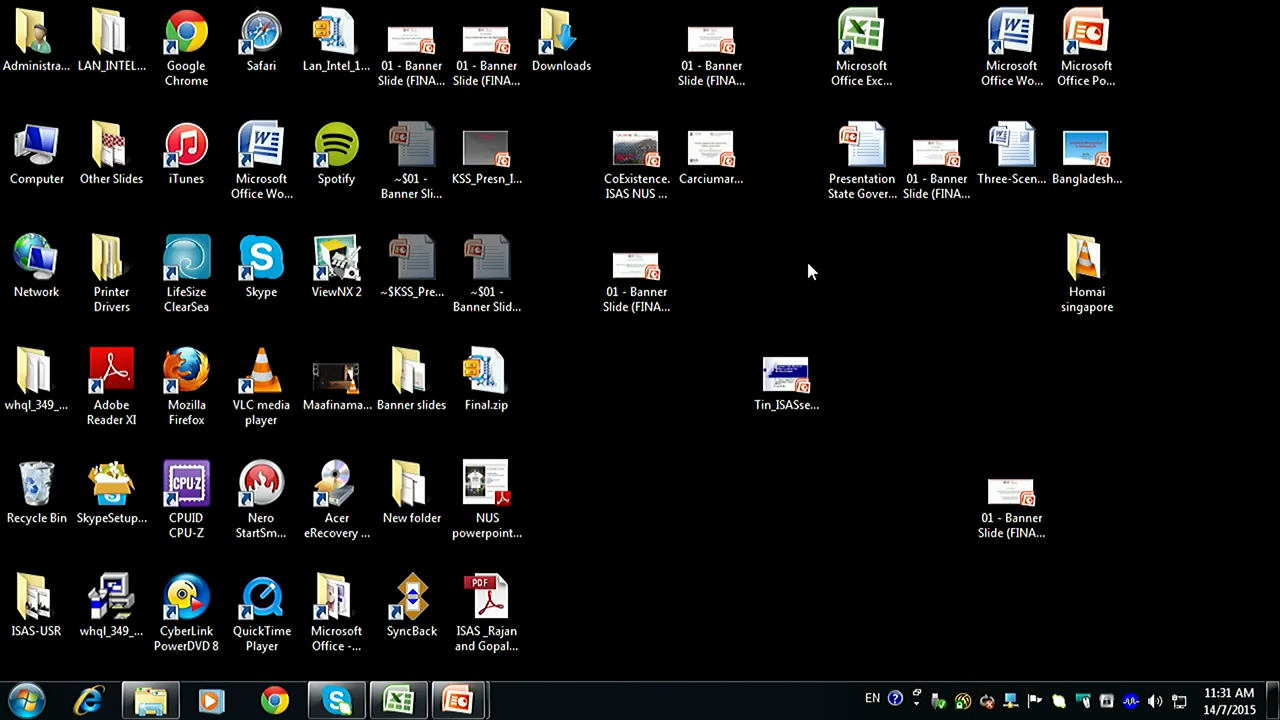 Administra...
LAN_INTEL...
Google
Chrome
Safari
Lan_Intel_1...
01 - Banner
Slide (FINA...
01 - Banner
Slide (FINA...
Downloads
01 - Banner
Slide (FINA...
Microsoft
Office Exc...
Microsoft
Office Wo...
Microsoft
Office Po...
Computer
Other Slides
iTunes
Microsoft
Office Wo...
Spotify
~$01 -
Banner Sli...
KSS_Presn_I...
CoExistence.
ISAS NUS ...
Carciumar...
Presentation
State Gover...
01 - Banner
Slide (FINA...
Three-Scen...
Bangladesh...
Network
Printer
Drivers
LifeSize
ClearSea
Skype
ViewNX 2
~$KSS_Pre...
~$01 -
Banner Slid...
01 - Banner
Slide (FINA...
Homai
singapore
whql_349_...
Adobe
Reader XI
Mozilla
Firefox
VLC media
player
Maafinama...
Banner slides
Final.zip
Tin_ISASse...
Recycle Bin
SkypeSetup...
CPU-Z
CPUID
CPU-Z
Nero
StartSm...
Acer
eRecovery ...
New folder
NUS
powerpoint...
01 - Banner
Slide (FINA...
ISAS-USR
whql_349_...
CyberLink
PowerDVD 8
QuickTime
Player
Microsoft
Office -...
SyncBack
PDF
ISAS _Rajan
and Gopal...
EN
11:31 AM
14/7/2015